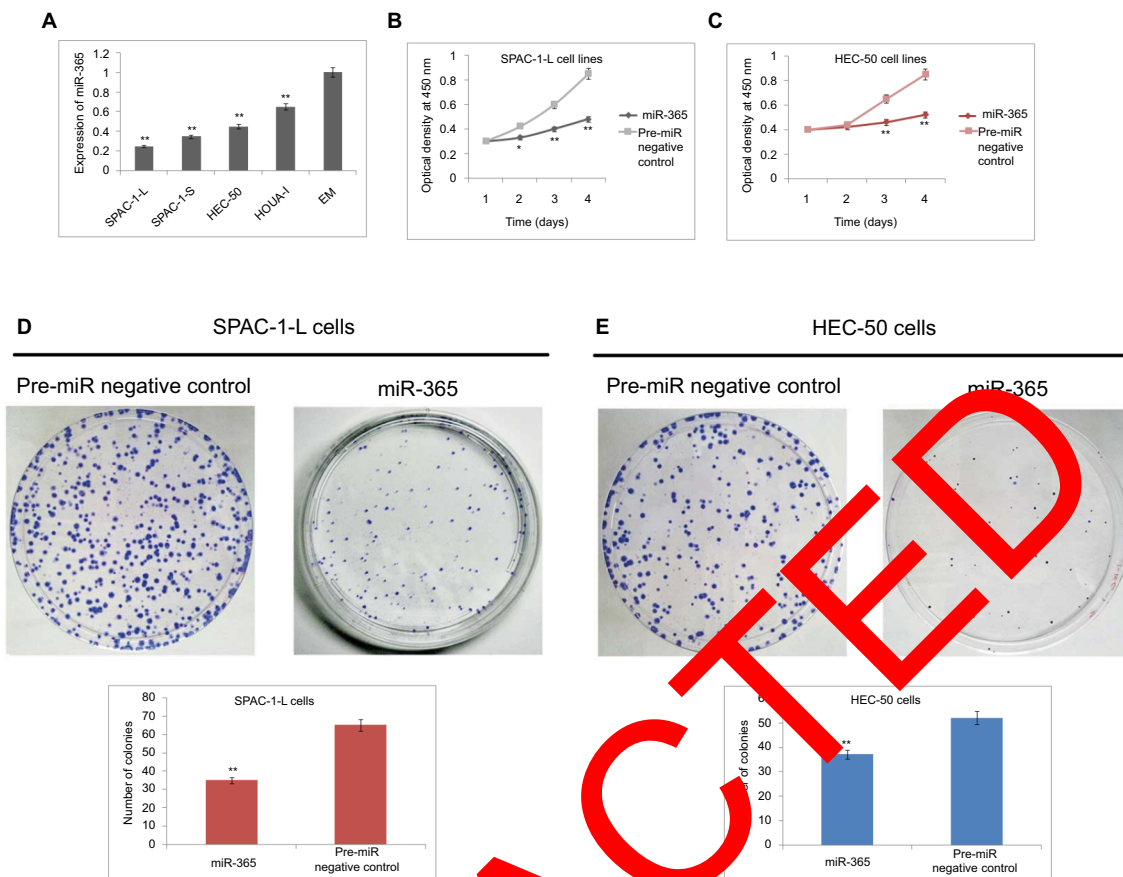 A
Expression of miR-365
1.2
1
0.8
0.6
0.4
0.2
0
**
**
**
**
SPAC-1-L
SPAC-1-S
HEC-50
HOUA-I
EM
B
SPAC-1-L cell lines
Optical density at 450 nm
1
0.8
0.6
0.4
0.2
0
*
**
**
1 2 3 4
Time (days)
miR-365
Pre-miR
negative
control
C
HEC-50 cell lines
Optical density at 450 nm
1
0.8
0.6
0.4
0.2
0
**
**
1 2 3 4
Time (days)
miR-365
Pre-miR
negative
control
D
SPAC-1-L cells
Pre-miR negative control
miR-365
SPAC-1-L cells
Number of colonies
80
70
60
50
40
30
20
10
0
**
miR-365
Pre-miR
negative control
E
HEC-50 cells
Pre-miR negative control
miR-365
HEC-50 cells
of colonies
50
40
30
20
10
0
**
miR-365
Pre-miR
negative control
CTED